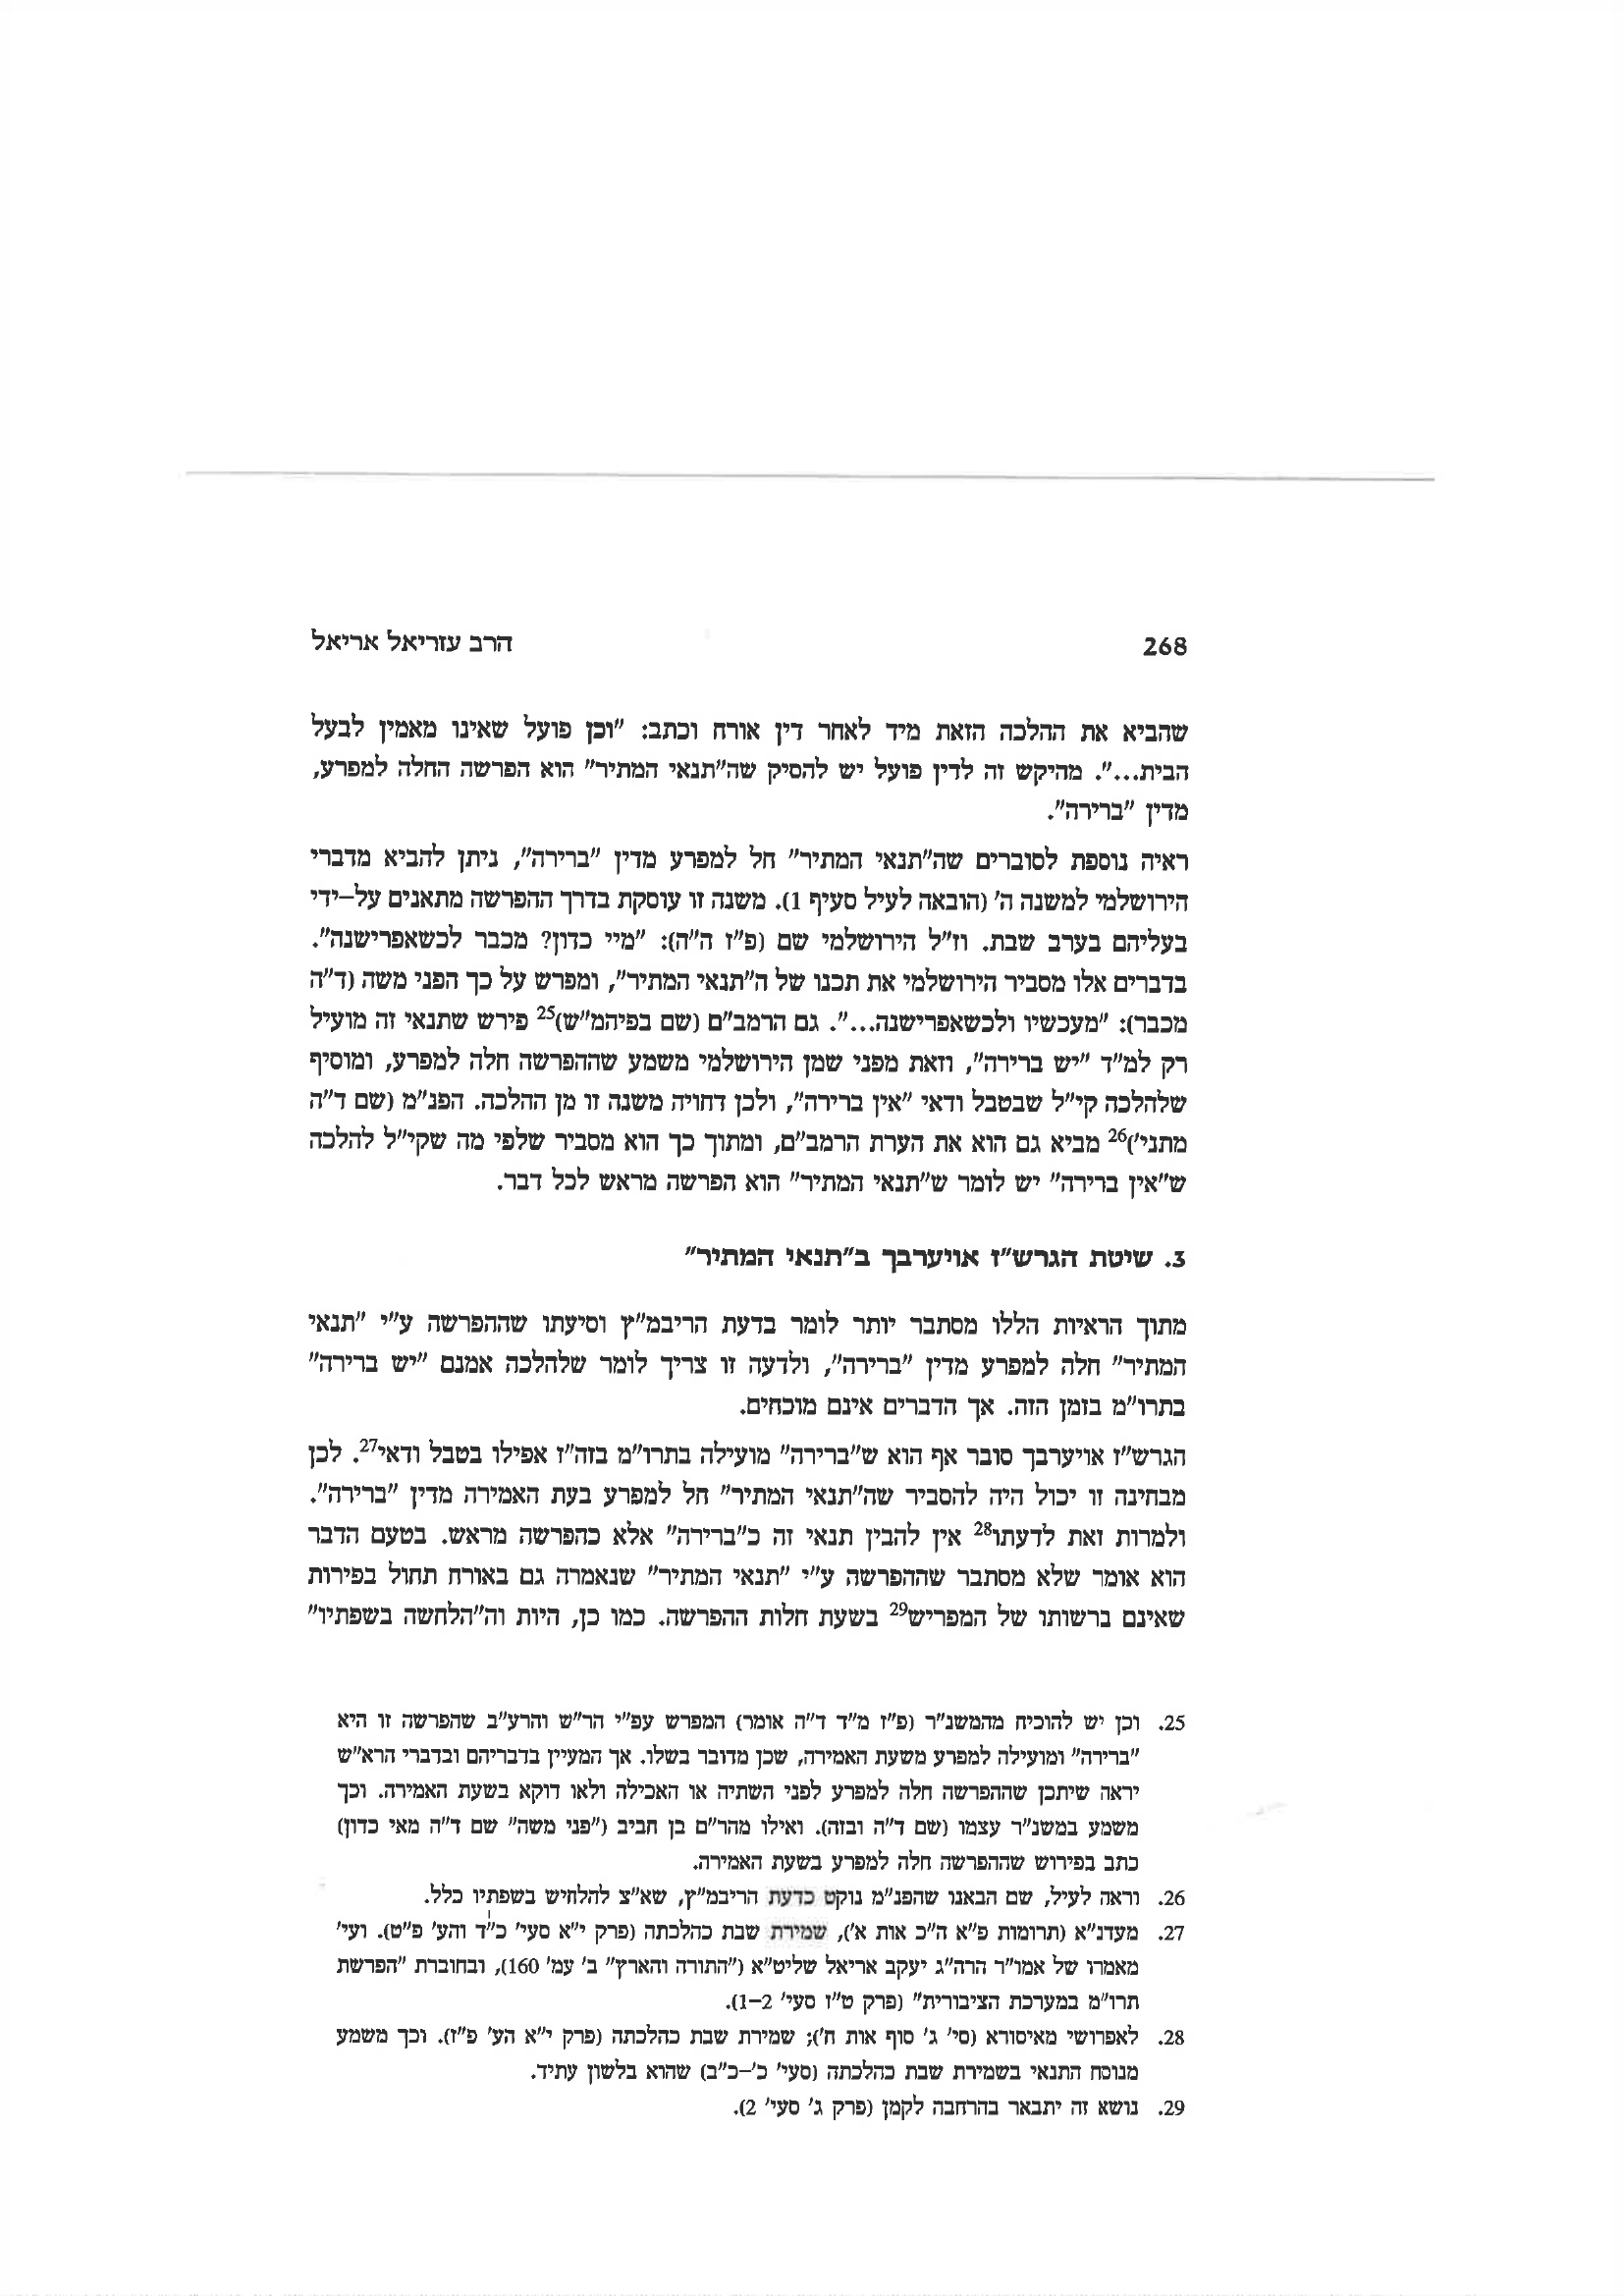 268
הרב עזריאל אריאל
שהביא את ההלכה הזאת מיד לאחר דין אורח וכתב: "וכן פועל שאינו מאמין לבעל
הבית...". מהיקש זה לדין פועל יש להסיק שה"תנאי המתיר" הוא הפרשה החלה למפרע,
מדין "ברירה".
ראיה נוספת לסוברים שה"תנאי המתיר" חל למפרע מדין "ברירה", ניתן להביא מדברי
הירושלמי למשנה ה' (הובאה לעיל סעיף 1). משנה זו עוסקת בדרך ההפרשה מתאנים על–ידי
בעליהם בערב שבת. וז"ל הירושלמי שם (פ"ז ה"ה): "מיי כדון? מכבר לכשאפרישנה".
בדברים אלו מסביר הירושלמי את תכנו של ה"תנאי המתיר", ומפרש על כך הפני משה (ד"ה
מכבר): "מעכשיו ולכשאפרישנה...". גם הרמב"ם (שם בפיהמ"ש)25 פירש שתנאי זה מועיל
רק למ"ד "יש ברירה", וזאת מפני שמן הירושלמי משמע שההפרשה חלה למפרע, ומוסיף
שלהלכה קי"ל שבטבל ודאי "אין ברירה", ולכן דחויה משנה זו מן ההלכה. הפנ"מ (שם ד"ה
מתני')26 מביא גם הוא את הערת הרמב"ם, ומתוך כך הוא מסביר שלפי מה שקי"ל להלכה
ש"אין ברירה" יש לומר ש"תנאי המתיר" הוא הפרשה מראש לכל דבר.
3. שיטת הגרש"ז אויערבך ב"תנאי המתיר"
מתוך הראיות הללו מסתבר יותר לומר בדעת הריבמ"ץ וסיעתו שההפרשה ע"י "תנאי
המתיר" חלה למפרע מדין "ברירה", ולדעה זו צריך לומר שלהלכה אמנם "יש ברירה"
בתרו"מ בזמן הזה. אך הדברים אינם מוכחים.
הגרש"ז אויערבך סובר אף הוא ש"ברירה" מועילה בתרו"מ בזה"ז אפילו בטבל ודאי27. לכן
מבחינה זו יכול היה להסביר שה"תנאי המתיר" חל למפרע בעת האמירה מדין "ברירה".
ולמרות זאת לדעתו28 אין להבין תנאי זה כ"ברירה" אלא כהפרשה מראש. בטעם הדבר
הוא אומר שלא מסתבר שההפרשה ע"י "תנאי המתיר" שנאמרה גם באורח תחול בפירות
שאינם ברשותו של המפריש29 בשעת חלות ההפרשה. כמו כן, היות וה"הלחשה בשפתיו"
25. וכן יש להוכיח מהמשנ"ר (פ"ז מ"ד ד"ה אומר) המפרש עפ"י הר"ש והרע"ב שהפרשה זו היא
"ברירה" ומועילה למפרע משעת האמירה, שכן מדובר בשלו. אך המעיין בדבריהם ובדברי הרא"ש
יראה שיתכן שההפרשה חלה למפרע לפני השתיה או האכילה ולאו דוקא בשעת האמירה. וכך
משמע במשנ"ר עצמו (שם ד"ה ובזה). ואילו מהר"ם בן חביב ("פני משה" שם ד"ה מאי כדון)
כתב בפירוש שההפרשה חלה למפרע בשעת האמירה.
26. וראה לעיל, שם הבאנו שהפנ"מ נוקט כדעת הריבמ"ץ, שא"צ להלחיש בשפתיו כלל.
27. מעדנ"א (תרומות פ"א ה"כ אות א'), שמירת שבת כהלכתה (פרק י"א סעי' כ"ד והע' פ"ט). ועי'
מאמרו של אמו"ר הרה"ג יעקב אריאל שליט"א ("התורה והארץ" ב' עמ' 160), ובחוברת "הפרשת
תרו"מ במערכת הציבורית" (פרק ט"ז סעי' 1–2).
28. לאפרושי מאיסורא (סי' ג' סוף אות ח'); שמירת שבת כהלכתה (פרק י"א הע' פ"ז). וכך משמע
מנוסח התנאי בשמירת שבת כהלכתה (סעי' כ'–כ"ב) שהוא בלשון עתיד.
29. נושא זה יתבאר בהרחבה לקמן (פרק ג' סעי' 2).